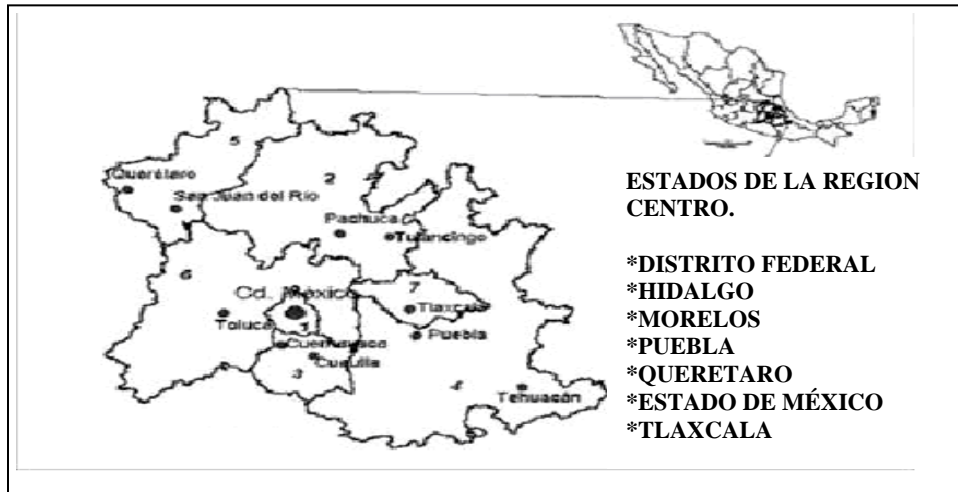 5
Querétaro
San Juan del Río
2
Pachuca
Tulancingo
6
Cd. México
7
Tlaxcala
Toluca
1
Puebla
Cuernavaca
Cuautla
3
4
Tehuacán
ESTADOS DE LA REGION
CENTRO.
*DISTRITO FEDERAL
*HIDALGO
*MORELOS
*PUEBLA
*QUERETARO
*ESTADO DE MÉXICO
*TLAXCALA